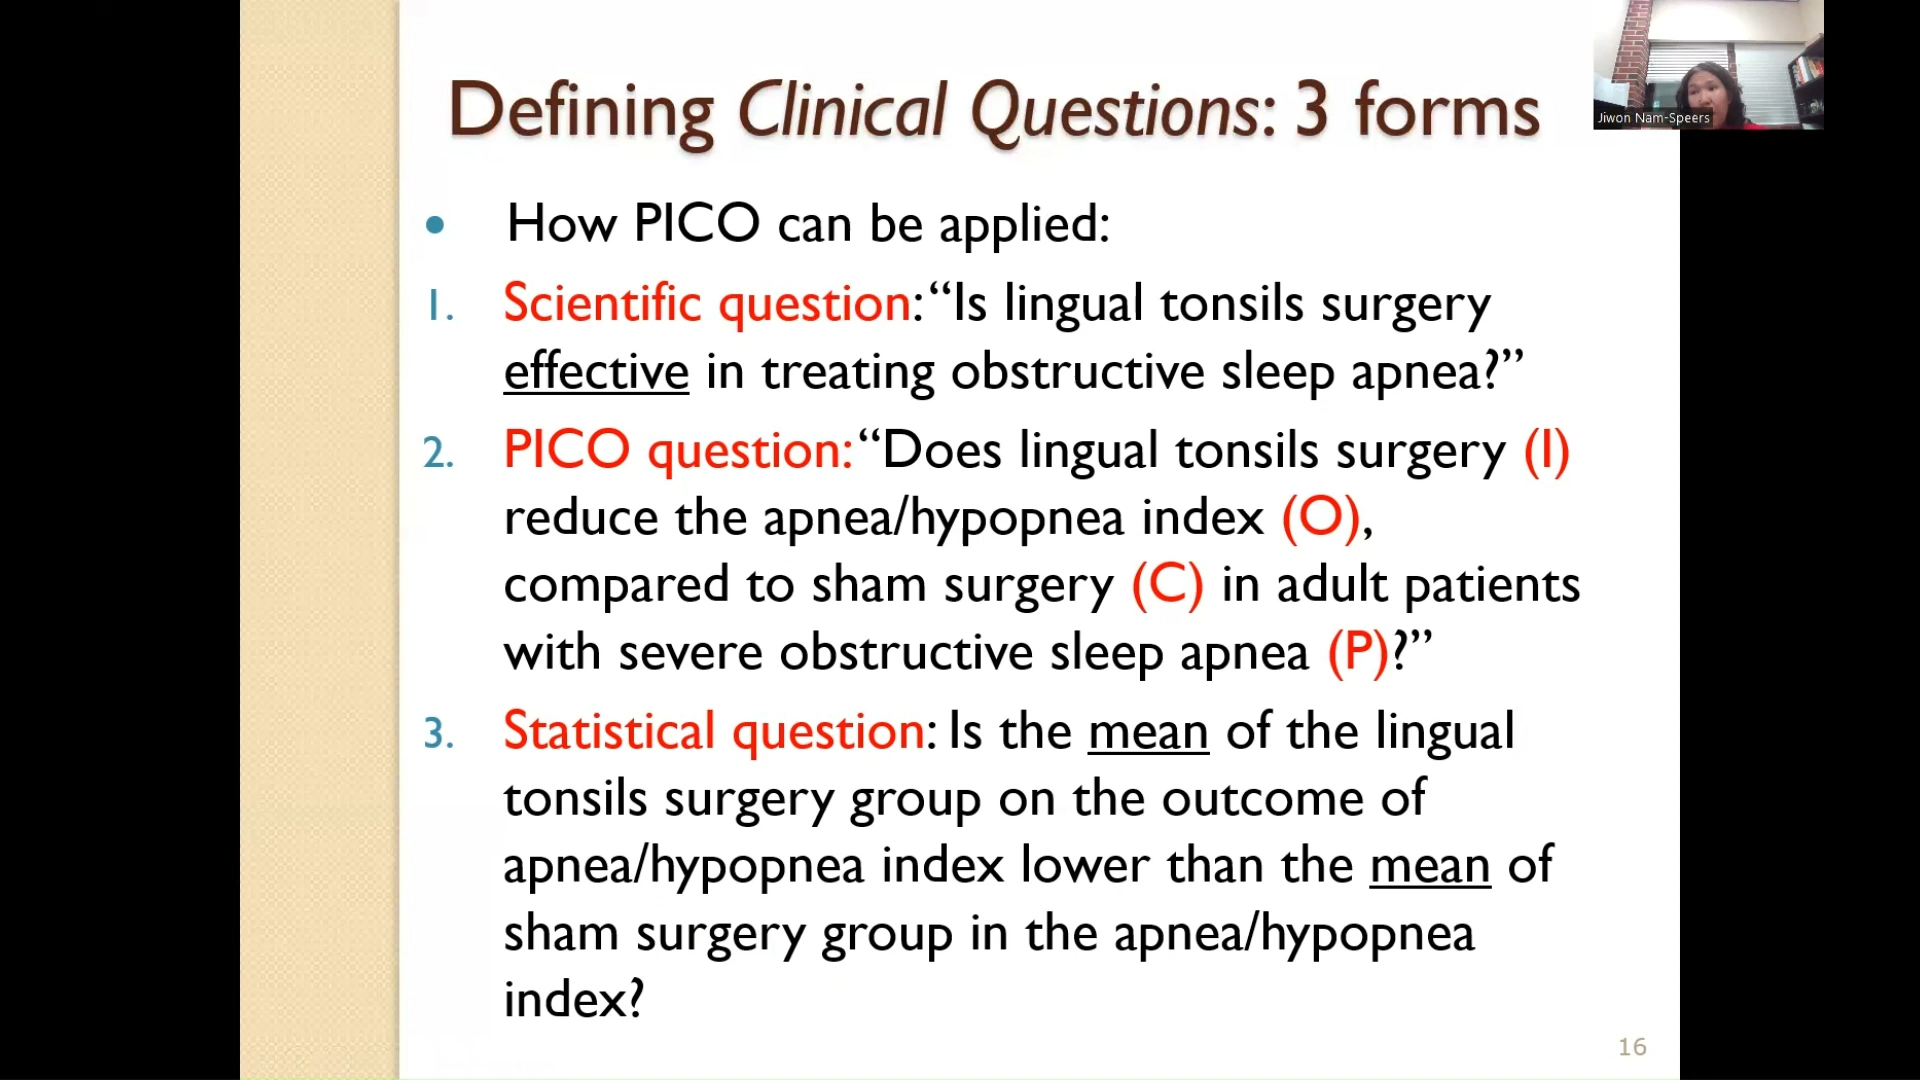 Defining Clinical Questions: 3 forms
Jiwon Nam-Speers
• How PICO can be applied:
1. Scientific question: “Is lingual tonsils surgery
effective in treating obstructive sleep apnea?”
2. PICO question: “Does lingual tonsils surgery (I)
reduce the apnea/hypopnea index (O),
compared to sham surgery (C) in adult patients
with severe obstructive sleep apnea (P)?”
3. Statistical question: Is the mean of the lingual
tonsils surgery group on the outcome of
apnea/hypopnea index lower than the mean of
sham surgery group in the apnea/hypopnea
index?
16